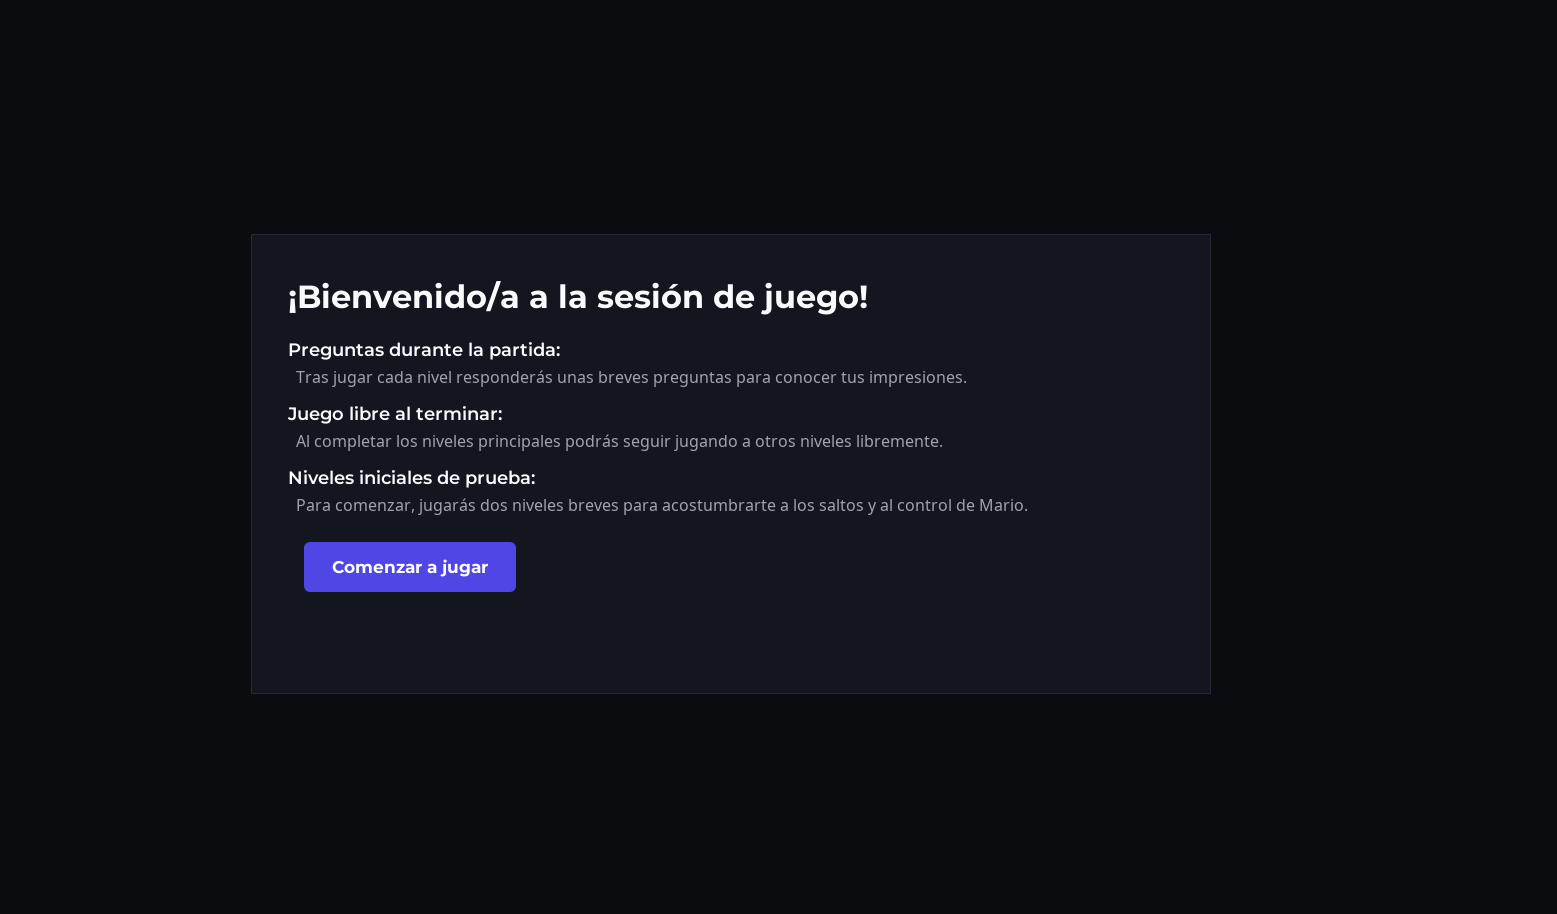 ¡Bienvenido/a a la sesión de juego!
Preguntas durante la partida:
Tras jugar cada nivel responderás unas breves preguntas para conocer tus impresiones.
Juego libre al terminar:
Al completar los niveles principales podrás seguir jugando a otros niveles libremente.
Niveles iniciales de prueba:
Para comenzar, jugarás dos niveles breves para acostumbrarte a los saltos y al control de Mario.
Comenzar a jugar